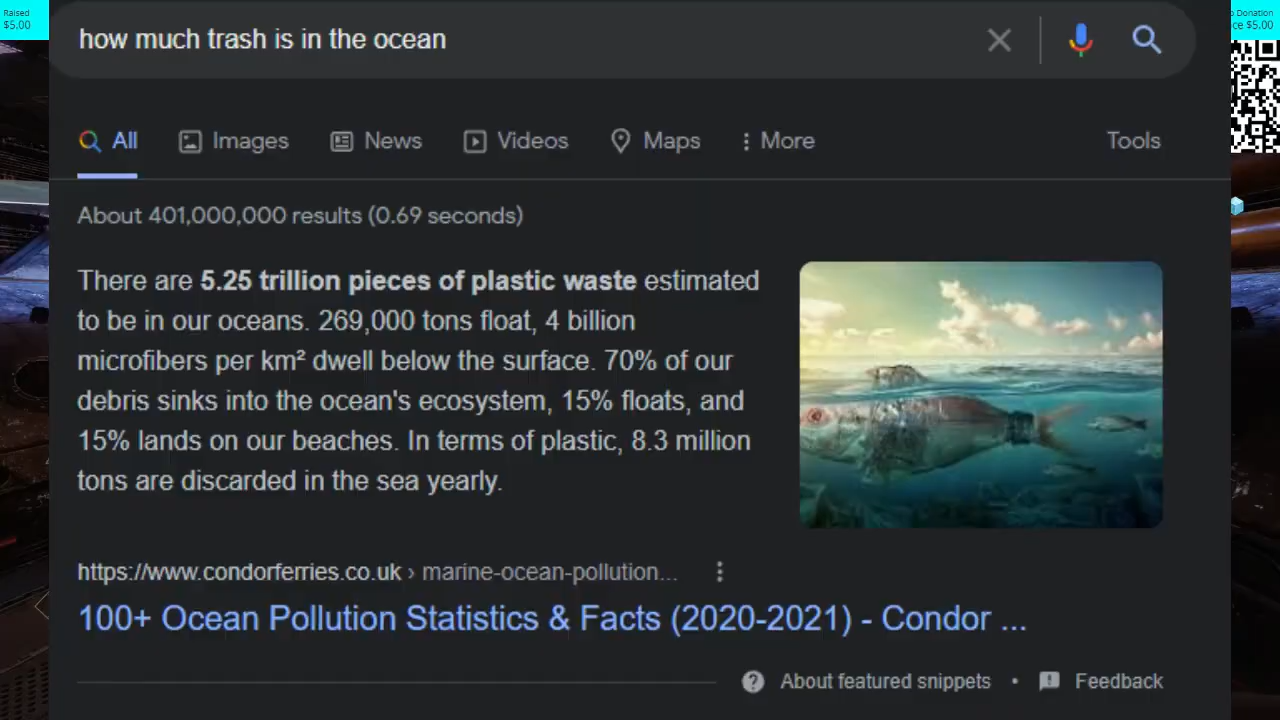 Raised
$5.00
Donation
ce $5.00
how much trash is in the ocean
All
Images
News
Videos
Maps
More
Tools
About 401,000,000 results (0.69 seconds)
There are 5.25 trillion pieces of plastic waste estimated
to be in our oceans. 269,000 tons float, 4 billion
microfibers per km² dwell below the surface. 70% of our
debris sinks into the ocean's ecosystem, 15% floats, and
15% lands on our beaches. In terms of plastic, 8.3 million
tons are discarded in the sea yearly.
https://www.condorferries.co.uk › marine-ocean-pollution...
100+ Ocean Pollution Statistics & Facts (2020-2021) - Condor ...
About featured snippets • Feedback